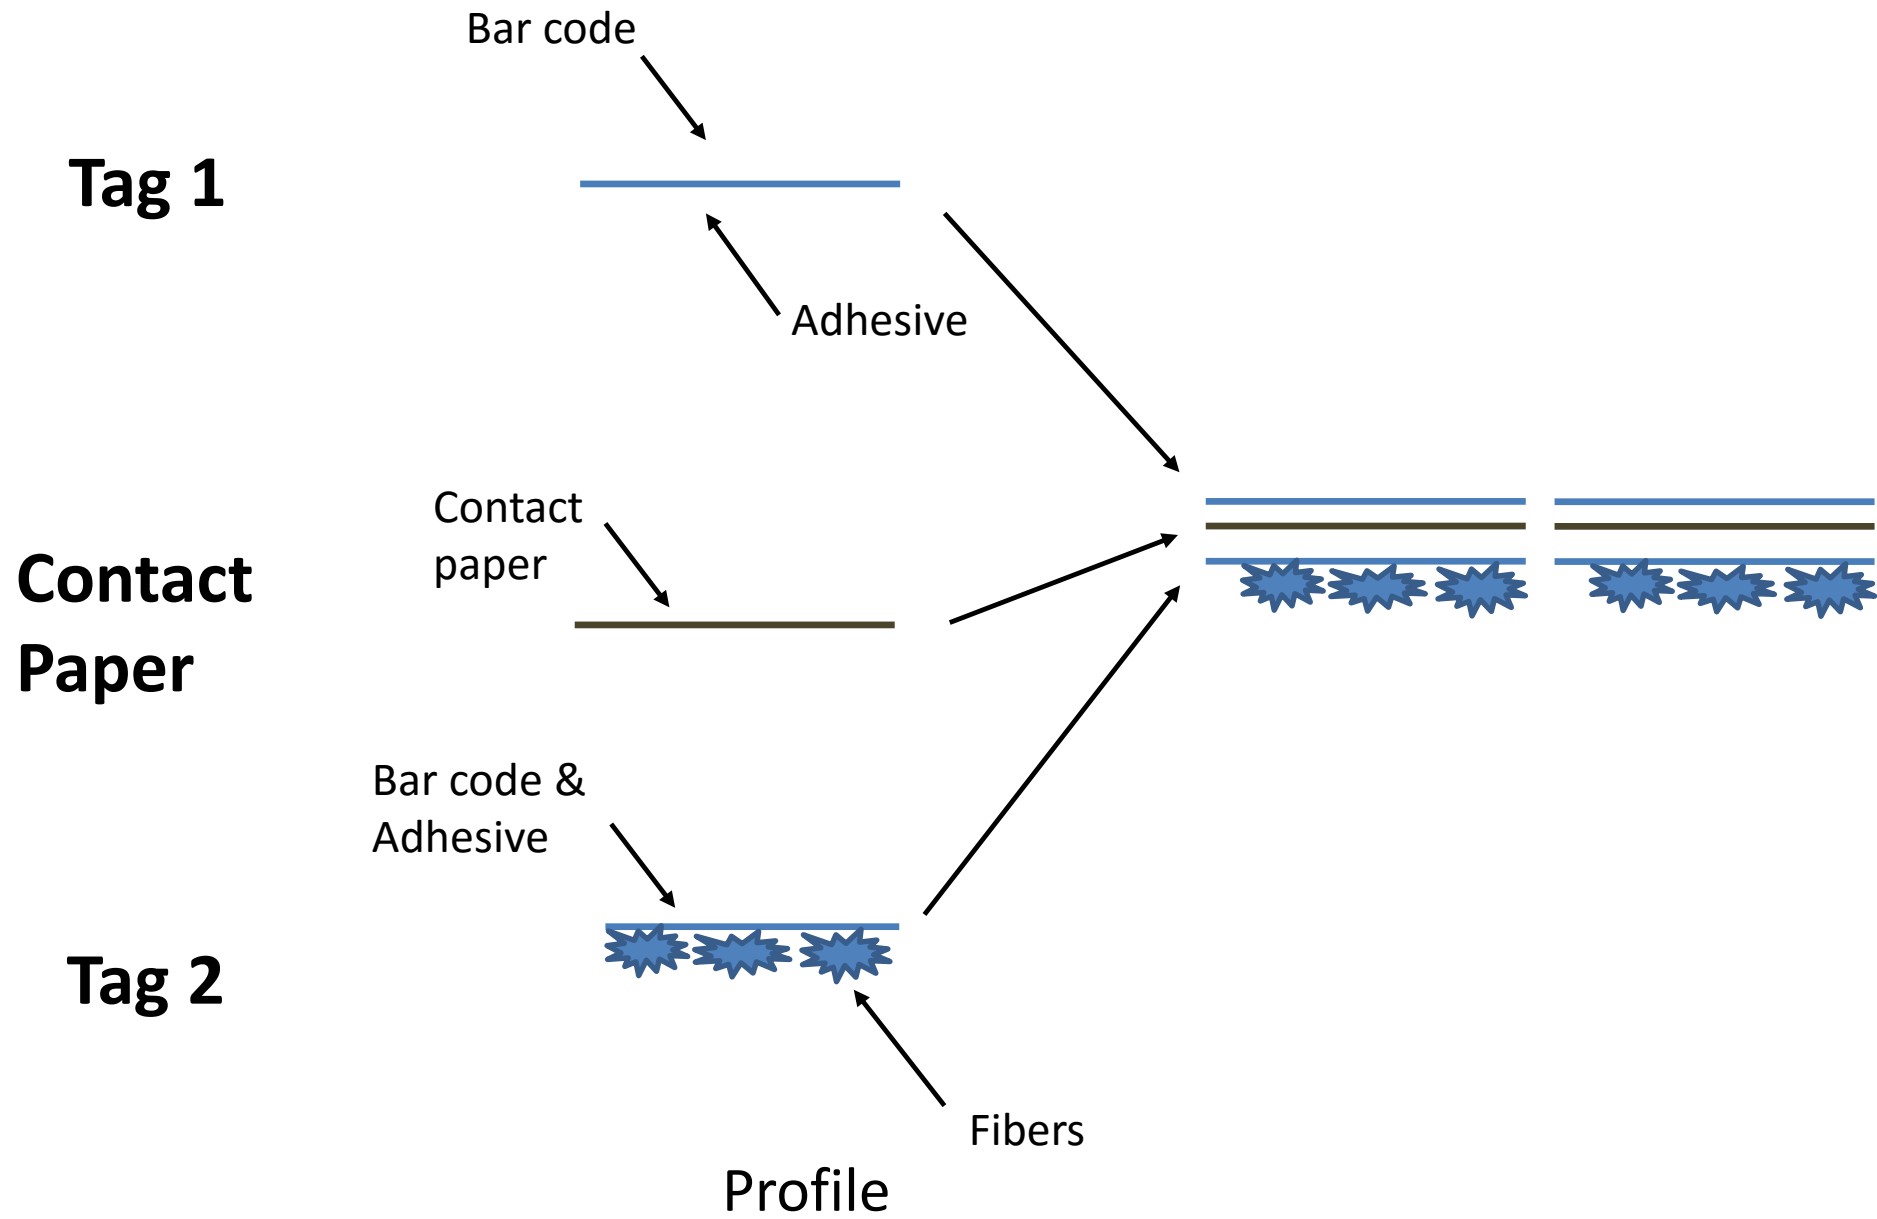 Bar code
Tag 1
Adhesive
Contact
paper
Contact
Paper
Bar code &
Adhesive
Tag 2
Fibers
Profile